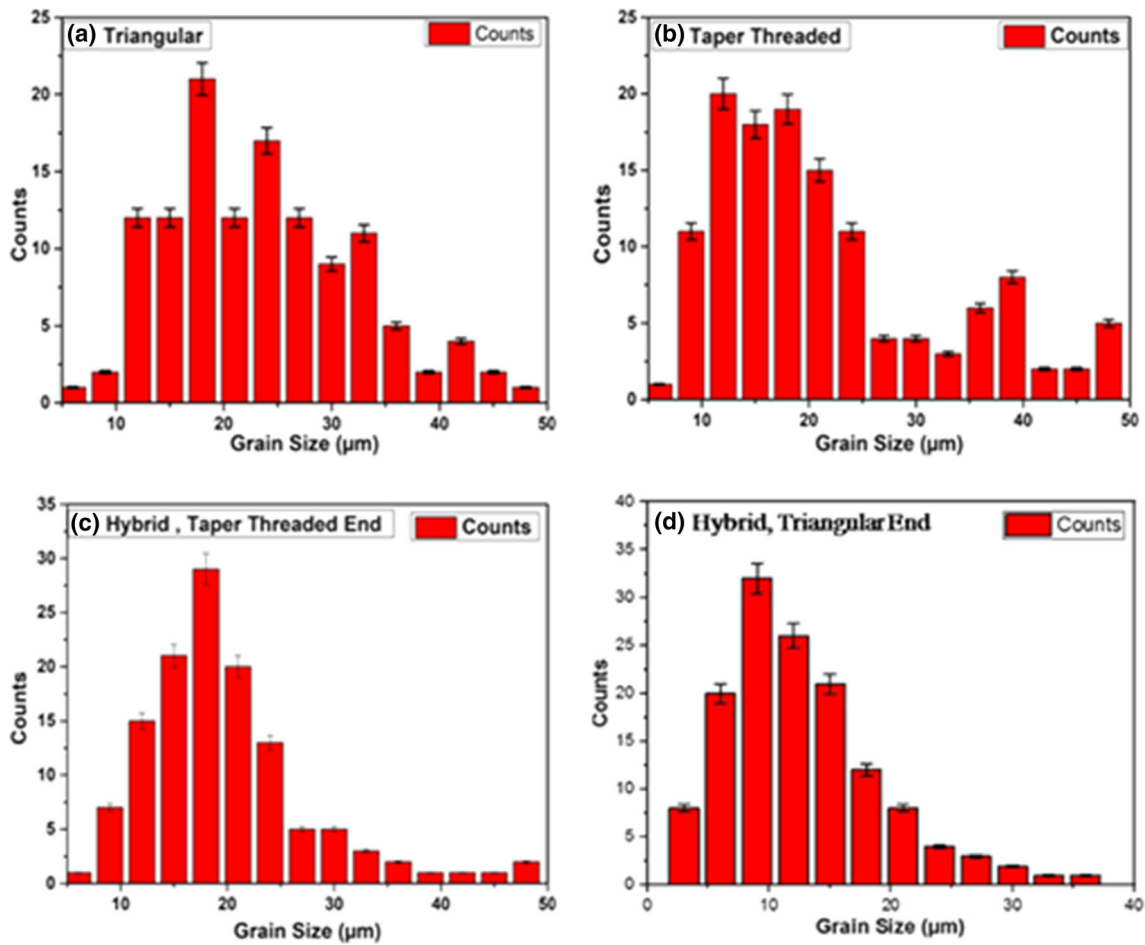 (a) Triangular
Counts
25
20
15
10
5
0
10 20 30 40 50
Counts
Grain Size (µm)
(b) Taper Threaded
Counts
25
20
15
10
5
0
10 20 30 40 50
Counts
Grain Size (µm)
(c) Hybrid , Taper Threaded End
Counts
35
30
25
20
15
10
5
0
10 20 30 40 50
Counts
Grain Size (µm)
(d) Hybrid, Triangular End
Counts
40
35
30
25
20
15
10
5
0
0 10 20 30 40
Counts
Grain Size (µm)